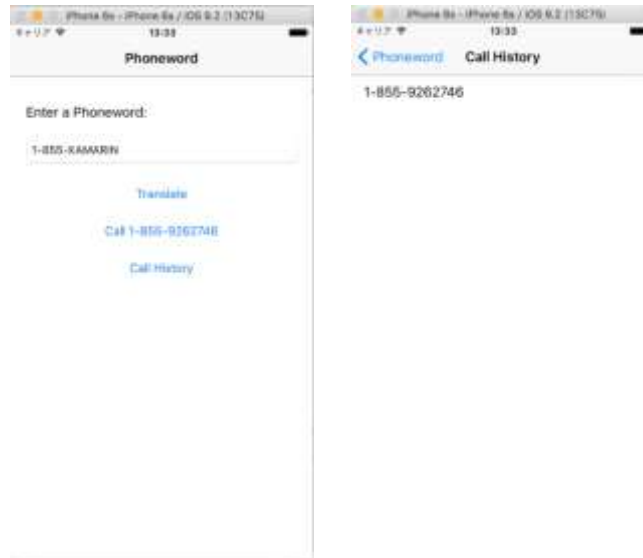 iPhone 6s - iPhone 6s / iOS 9.2 (13C75)
キャリア 13:33
Phoneword
Enter a Phoneword:
1-855-XAMARIN
Translate
Call 1-855-9262746
Call History
iPhone 6s - iPhone 6s / iOS 9.2 (13C75)
キャリア 13:33
Phoneword Call History
1-855-9262746